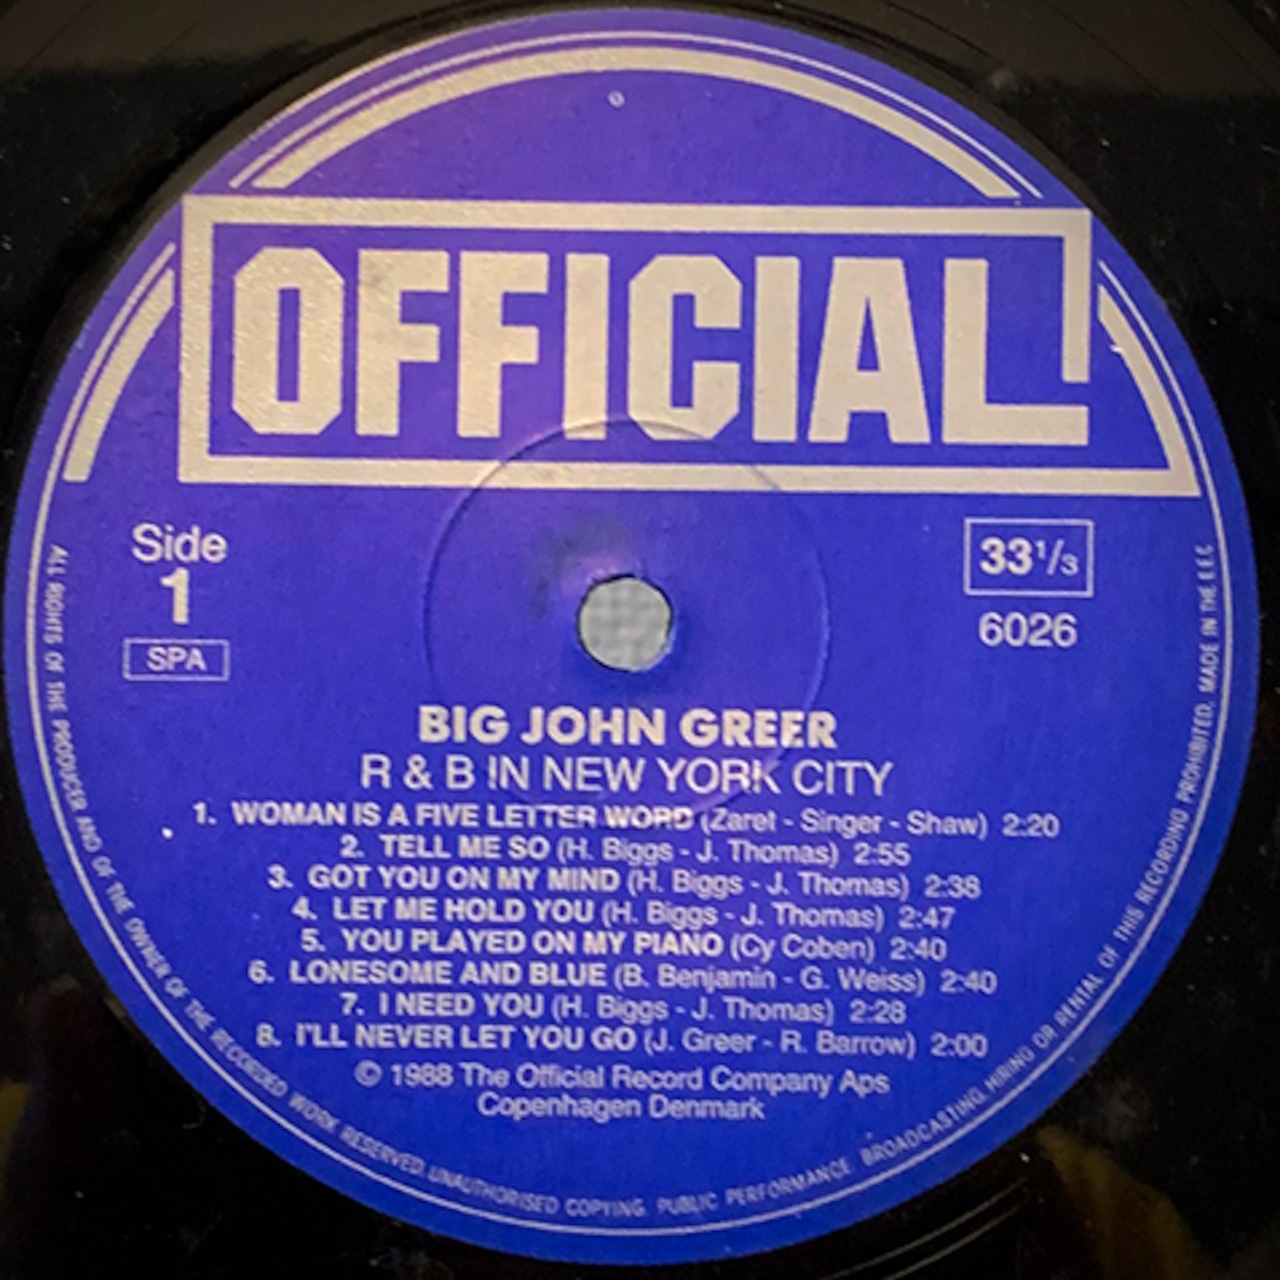 OFFICIAL
Side
1
SPA
33 1/3
6026
BIG JOHN GREER
R & B IN NEW YORK CITY
1. WOMAN IS A FIVE LETTER WORD (Zaret - Singer - Shaw) 2:20
2. TELL ME SO (H. Biggs - J. Thomas) 2:55
3. GOT YOU ON MY MIND (H. Biggs - J. Thomas) 2:38
4. LET ME HOLD YOU (H. Biggs - J. Thomas) 2:47
5. YOU PLAYED ON MY PIANO (Cy Coben) 2:40
6. LONESOME AND BLUE (B. Benjamin - G. Weiss) 2:40
7. I NEED YOU (H. Biggs - J. Thomas) 2:28
8. I'LL NEVER LET YOU GO (J. Greer - R. Barrow) 2:00
© 1988 The Official Record Company Aps
Copenhagen Denmark
ALL RIGHTS OF THE PRODUCER AND OF THE OWNER OF THE RECORDED WORK RESERVED. UNAUTHORISED COPYING. PUBLIC PERFORMANCE BROADCASTING, HIRING OR RENTAL OF THIS RECORDING PROHIBITED. MADE IN THE E.E.C